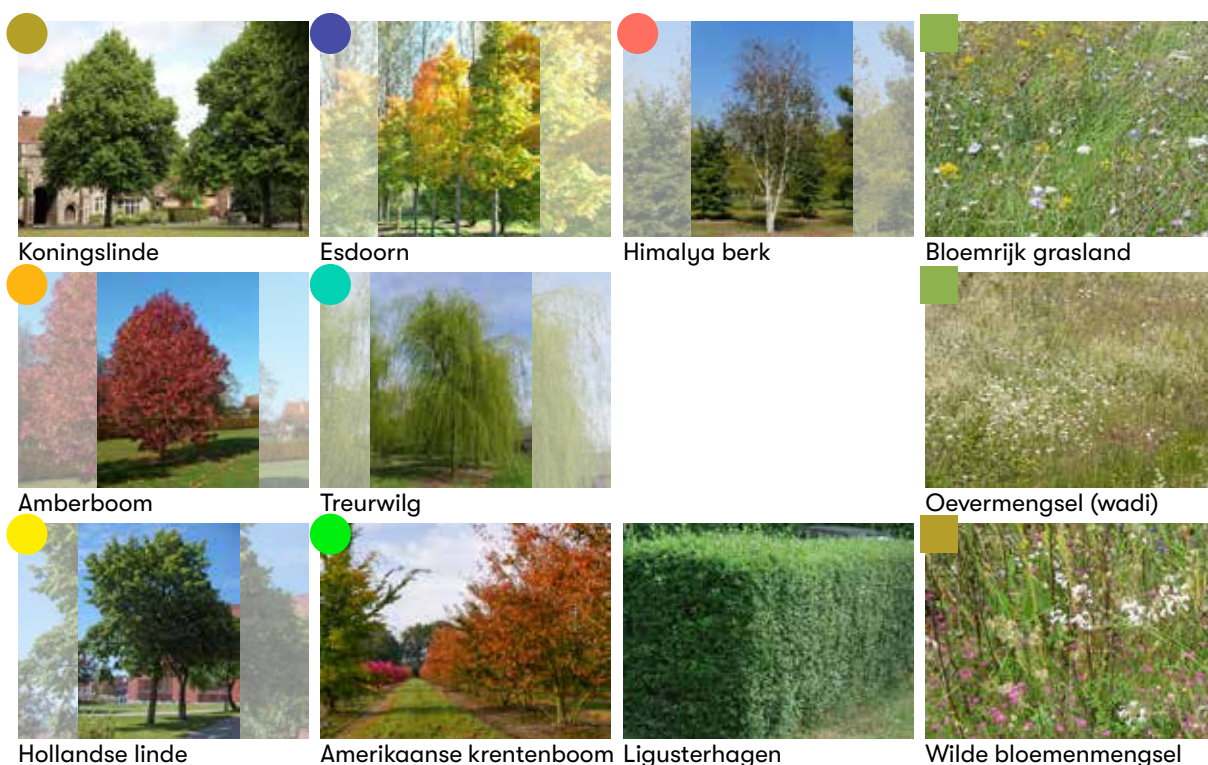 Koningslinde
Esdoorn
Himalya berk
Bloemrijk grasland
Amberboom
Treurwilg
Oevermengsel (wadi)
Hollandse linde
Amerikaanse krentenboom
Ligusterhagen
Wilde bloemenmengsel